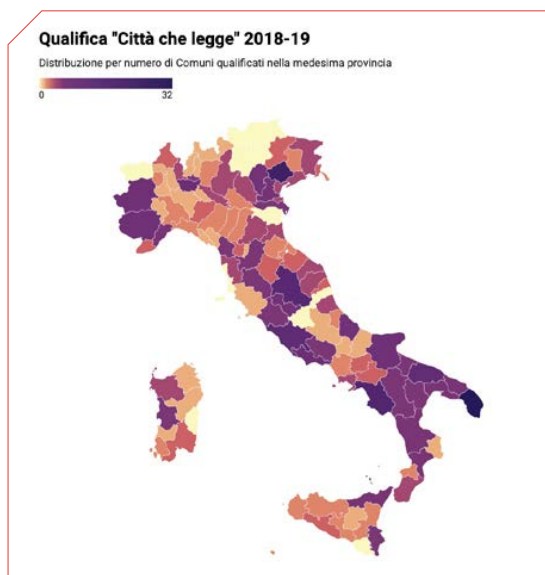 Qualifica "Città che legge" 2018-19
Distribuzione per numero di Comuni qualificati nella medesima provincia
0 32